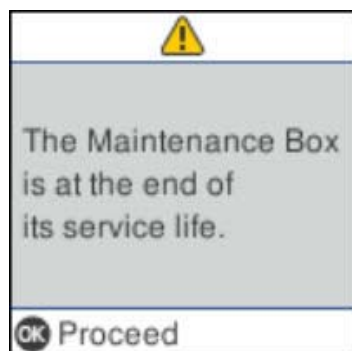 The Maintenance Box
is at the end of
its service life.
OK Proceed